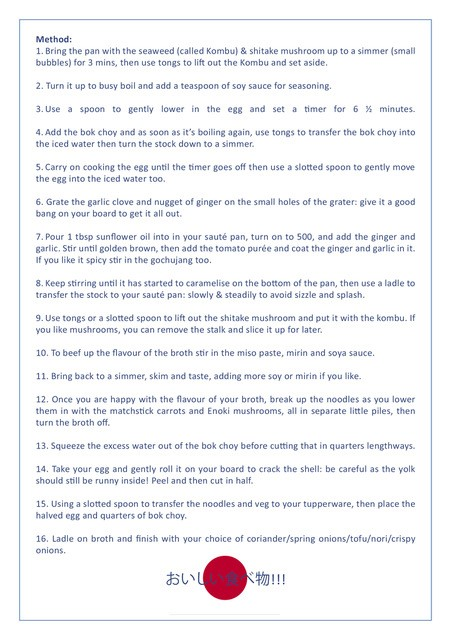 Method:
1. Bring the pan with the seaweed (called Kombu) & shitake mushroom up to a simmer (small
bubbles) for 3 mins, then use tongs to lift out the Kombu and set aside.
2. Turn it up to busy boil and add a teaspoon of soy sauce for seasoning.
3. Use a spoon to gently lower in the egg and set a timer for 6 ½ minutes.
4. Add the bok choy and as soon as it's boiling again, use tongs to transfer the bok choy into
the iced water then turn the stock down to a simmer.
5. Carry on cooking the egg until the timer goes off then use a slotted spoon to gently move
the egg into the iced water too.
6. Grate the garlic clove and nugget of ginger on the small holes of the grater: give it a good
bang on your board to get it all out.
7. Pour 1 tbsp sunflower oil into in your sauté pan, turn on to 500, and add the ginger and
garlic. Stir until golden brown, then add the tomato purée and coat the ginger and garlic in it.
If you like it spicy stir in the gochujang too.
8. Keep stirring until it has started to caramelise on the bottom of the pan, then use a ladle to
transfer the stock to your sauté pan: slowly & steadily to avoid sizzle and splash.
9. Use tongs or a slotted spoon to lift out the shitake mushroom and put it with the kombu. If
you like mushrooms, you can remove the stalk and slice it up for later.
10. To beef up the flavour of the broth stir in the miso paste, mirin and soya sauce.
11. Bring back to a simmer, skim and taste, adding more soy or mirin if you like.
12. Once you are happy with the flavour of your broth, break up the noodles as you lower
them in with the matchstick carrots and Enoki mushrooms, all in separate little piles, then
turn the broth off.
13. Squeeze the excess water out of the bok choy before cutting that in quarters lengthways.
14. Take your egg and gently roll it on your board to crack the shell: be careful as the yolk
should still be runny inside! Peel and then cut in half.
15. Using a slotted spoon to transfer the noodles and veg to your tupperware, then place the
halved egg and quarters of bok choy.
16. Ladle on broth and finish with your choice of coriander/spring onions/tofu/nori/crispy
onions.
おいしい食べ物!!!